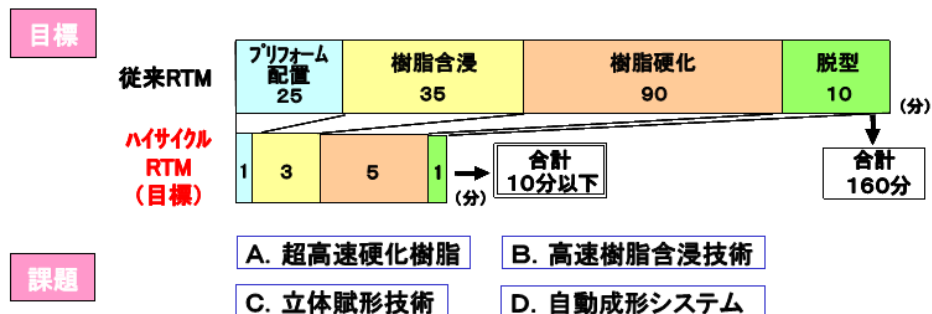 目標
従来RTM
プリフォーム
配置
25
樹脂含浸
35
樹脂硬化
90
脱型
10
(分)
ハイサイクル
RTM
(目標)
1
3
5
1
(分)
合計
10分以下
合計
160分
課題
A. 超高速硬化樹脂
B. 高速樹脂含浸技術
C. 立体賦形技術
D. 自動成形システム